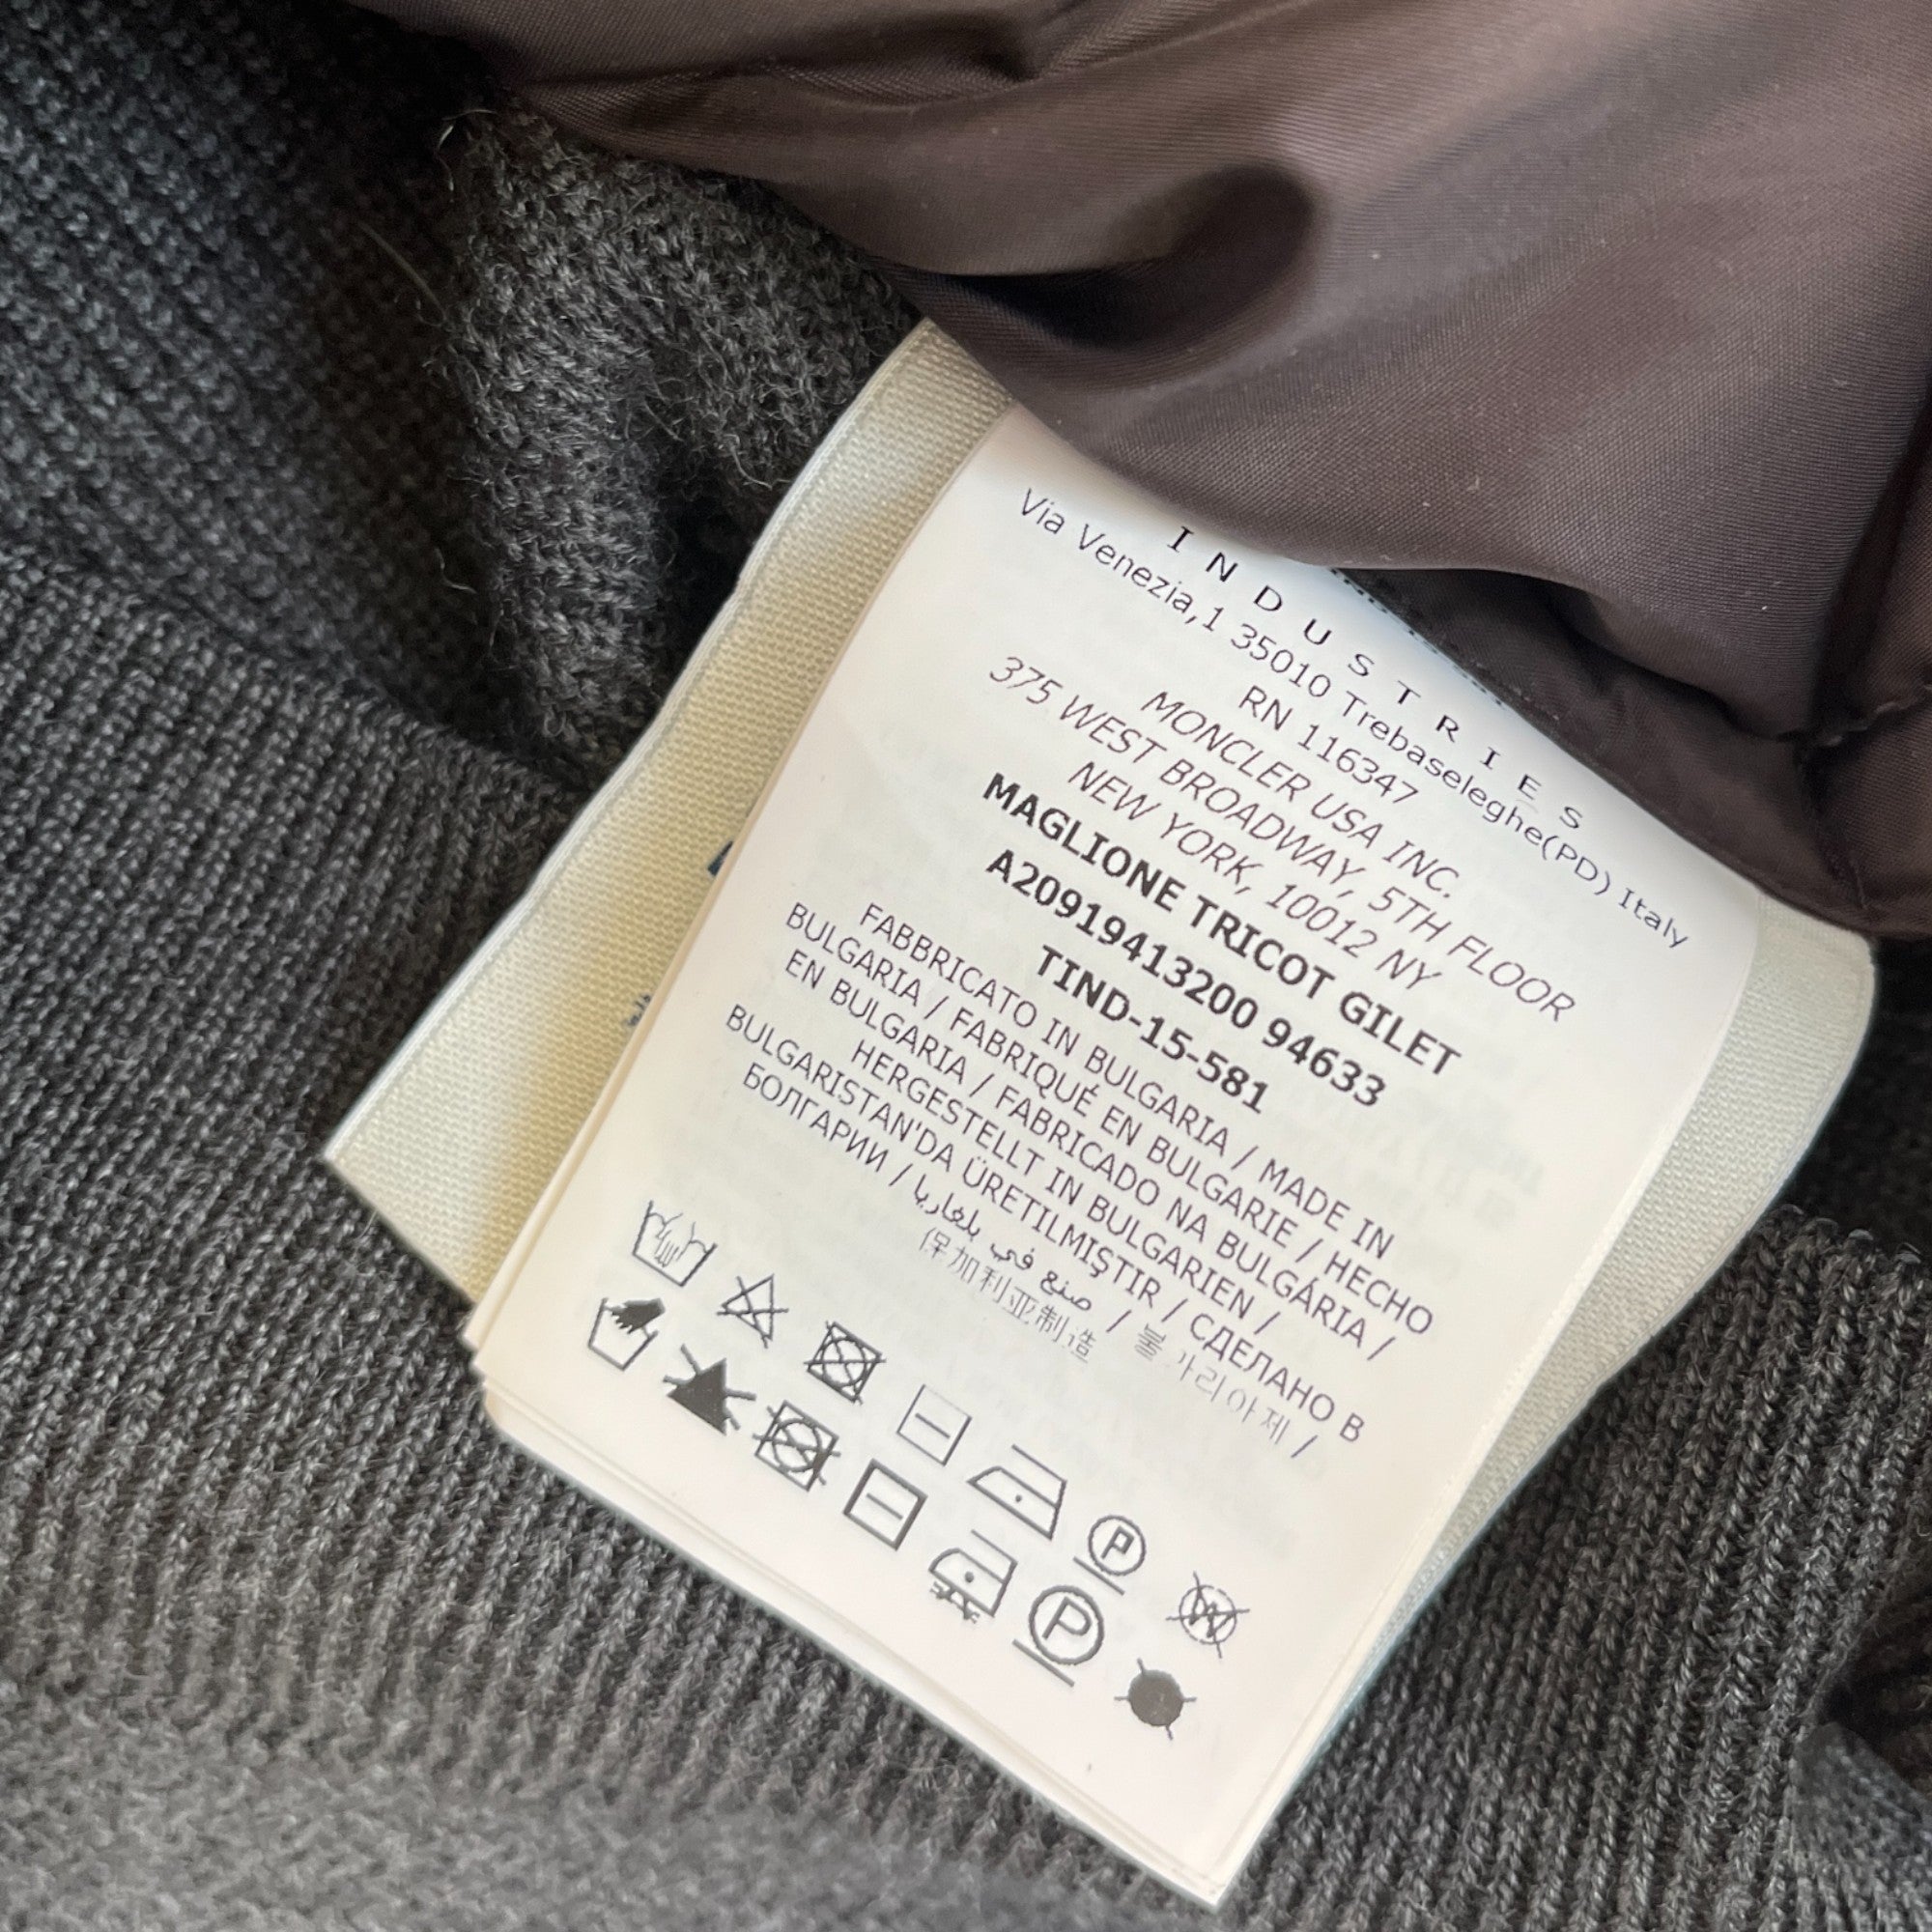 INDUSTRIES
Via Venezia,1 35010 Trebaseleghe(PD) Italy
RN 116347
MONCLER USA INC.
375 WEST BROADWAY, 5TH FLOOR
NEW YORK, 10012 NY
MAGLIONE TRICOT GILET
A20919413200 94633
TIND-15-581
FABBRICATO IN BULGARIA / MADE IN
BULGARIA / FABRIQUÉ EN BULGARIE / HECHO
EN BULGARIA / FABRICADO NA BULGÁRIA /
HERGESTELLT IN BULGARIEN /
BULGARISTAN'DA ÜRETILMIŞTIR / СДЕЛАНО В
БОЛГАРИИ / صنع في بلغاريا / 불가리아제 /
(保加利亚制造
P W
P